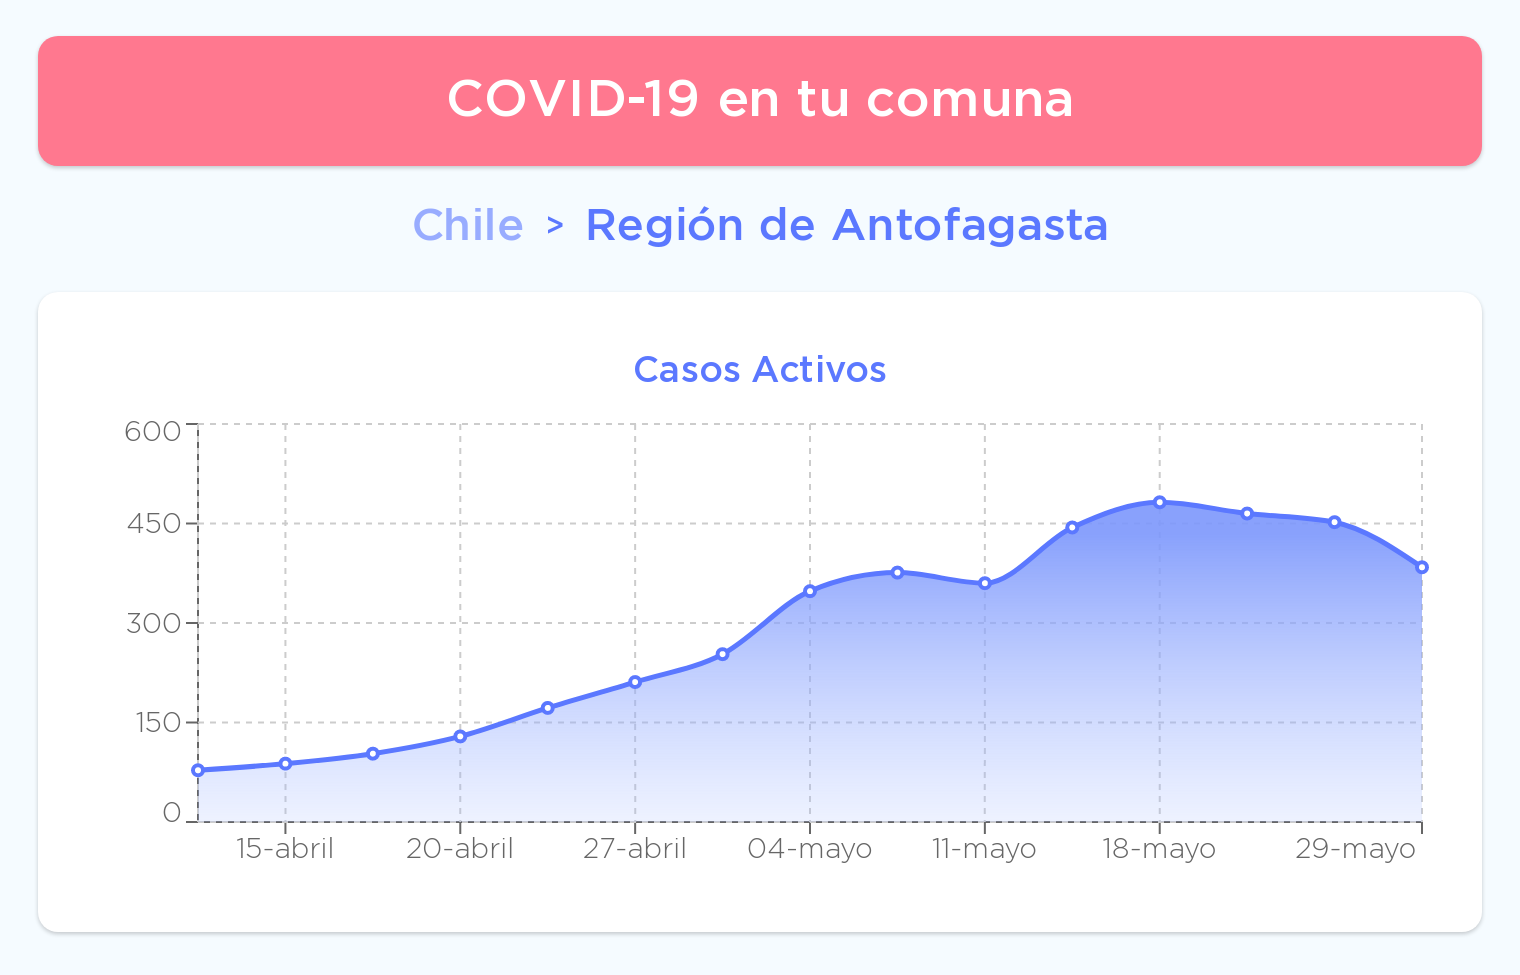 COVID-19 en tu comuna
Chile > Región de Antofagasta
Casos Activos
600
450
300
150
0
15-abril 20-abril 27-abril 04-mayo 11-mayo 18-mayo 29-mayo